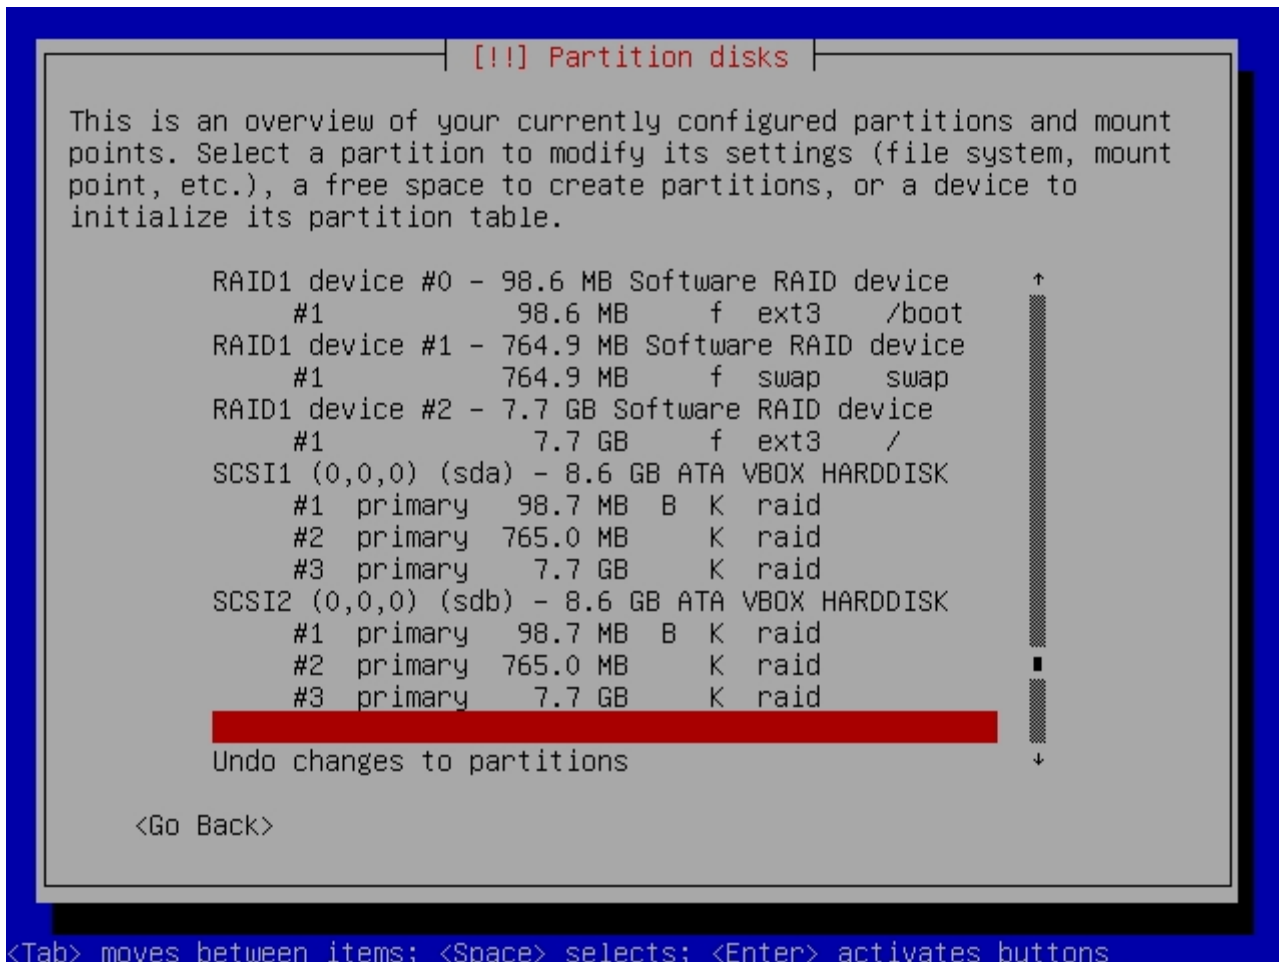 [!!] Partition disks
This is an overview of your currently configured partitions and mount
points. Select a partition to modify its settings (file system, mount
point, etc.), a free space to create partitions, or a device to
initialize its partition table.
RAID1 device #0 - 98.6 MB Software RAID device
#1 98.6 MB f ext3 /boot
RAID1 device #1 - 764.9 MB Software RAID device
#1 764.9 MB f swap swap
RAID1 device #2 - 7.7 GB Software RAID device
#1 7.7 GB f ext3 /
SCSI1 (0,0,0) (sda) - 8.6 GB ATA VBOX HARDDISK
#1 primary 98.7 MB B K raid
#2 primary 765.0 MB K raid
#3 primary 7.7 GB K raid
SCSI2 (0,0,0) (sdb) - 8.6 GB ATA VBOX HARDDISK
#1 primary 98.7 MB B K raid
#2 primary 765.0 MB K raid
#3 primary 7.7 GB K raid
Undo changes to partitions
<Go Back>
<Tab> moves between items; <Space> selects; <Enter> activates buttons